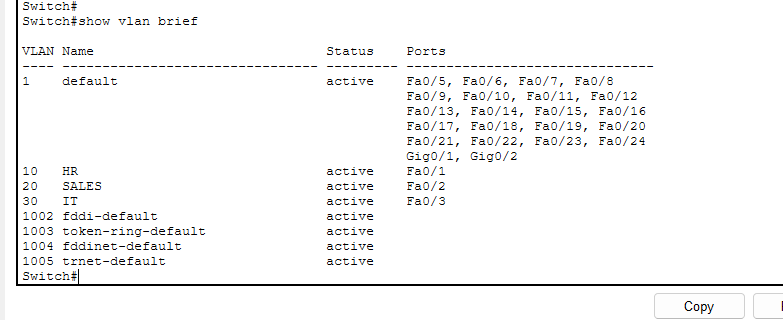 Switch#
Switch#show vlan brief
VLAN Name                             Status    Ports
---- -------------------------------- --------- -------------------------------
1    default                          active    Fa0/5, Fa0/6, Fa0/7, Fa0/8
                                                Fa0/9, Fa0/10, Fa0/11, Fa0/12
                                                Fa0/13, Fa0/14, Fa0/15, Fa0/16
                                                Fa0/17, Fa0/18, Fa0/19, Fa0/20
                                                Fa0/21, Fa0/22, Fa0/23, Fa0/24
                                                Gig0/1, Gig0/2
10   HR                               active    Fa0/1
20   SALES                            active    Fa0/2
30   IT                               active    Fa0/3
1002 fddi-default                     active
1003 token-ring-default               active
1004 fddinet-default                  active
1005 trnet-default                    active
Switch#
Copy